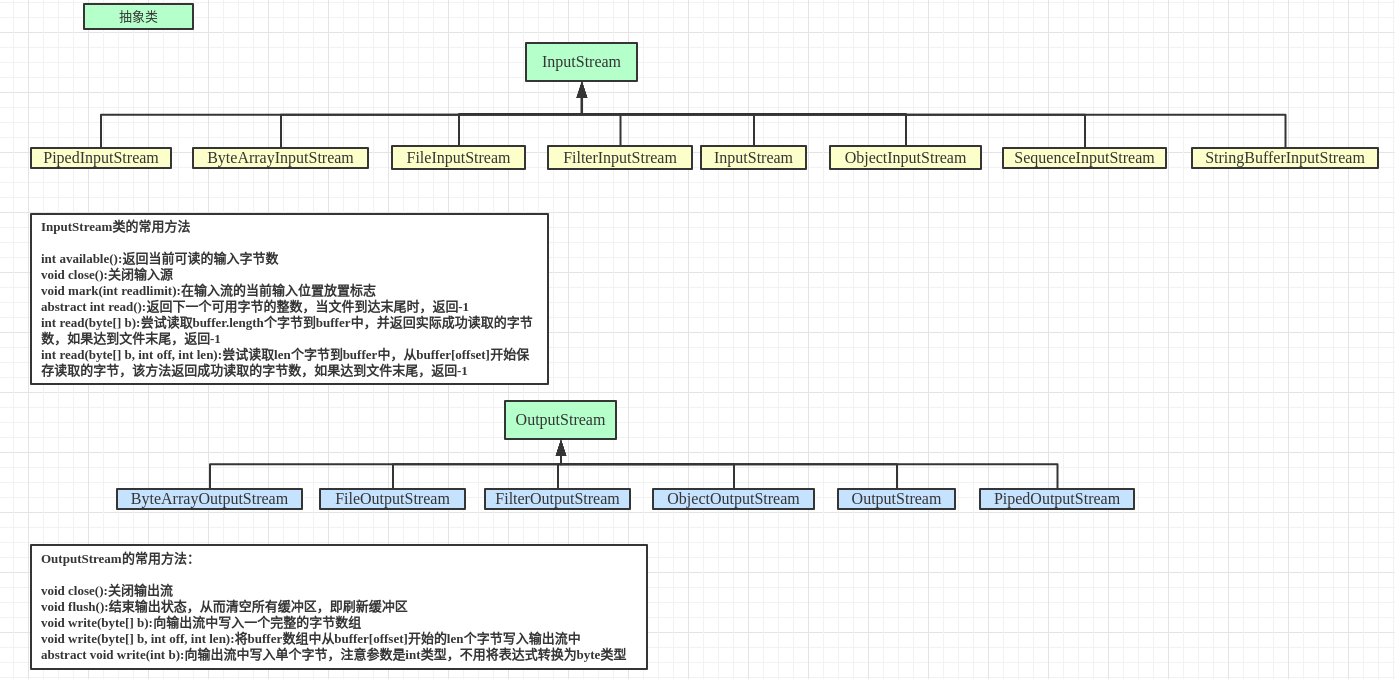 抽象类
InputStream
PipedInputStream
ByteArrayInputStream
FileInputStream
FilterInputStream
InputStream
ObjectInputStream
SequenceInputStream
StringBufferInputStream
InputStream类的常用方法
int available():返回当前可读的输入字节数
void close():关闭输入源
void mark(int readlimit):在输入流的当前输入位置放置标志
abstract int read():返回下一个可用字节的整数，当文件到达末尾时，返回-1
int read(byte[] b):尝试读取buffer.length个字节到buffer中，并返回实际成功读取的字节
数，如果达到文件末尾，返回-1
int read(byte[] b, int off, int len):尝试读取len个字节到buffer中，从buffer[offset]开始保
存读取的字节，该方法返回成功读取的字节数，如果达到文件末尾，返回-1
OutputStream
ByteArrayOutputStream
FileOutputStream
FilterOutputStream
ObjectOutputStream
OutputStream
PipedOutputStream
OutputStream的常用方法：
void close():关闭输出流
void flush():结束输出状态，从而清空所有缓冲区，即刷新缓冲区
void write(byte[] b):向输出流中写入一个完整的字节数组
void write(byte[] b, int off, int len):将buffer数组中从buffer[offset]开始的len个字节写入输出流中
abstract void write(int b):向输出流中写入单个字节，注意参数是int类型，不用将表达式转换为byte类型